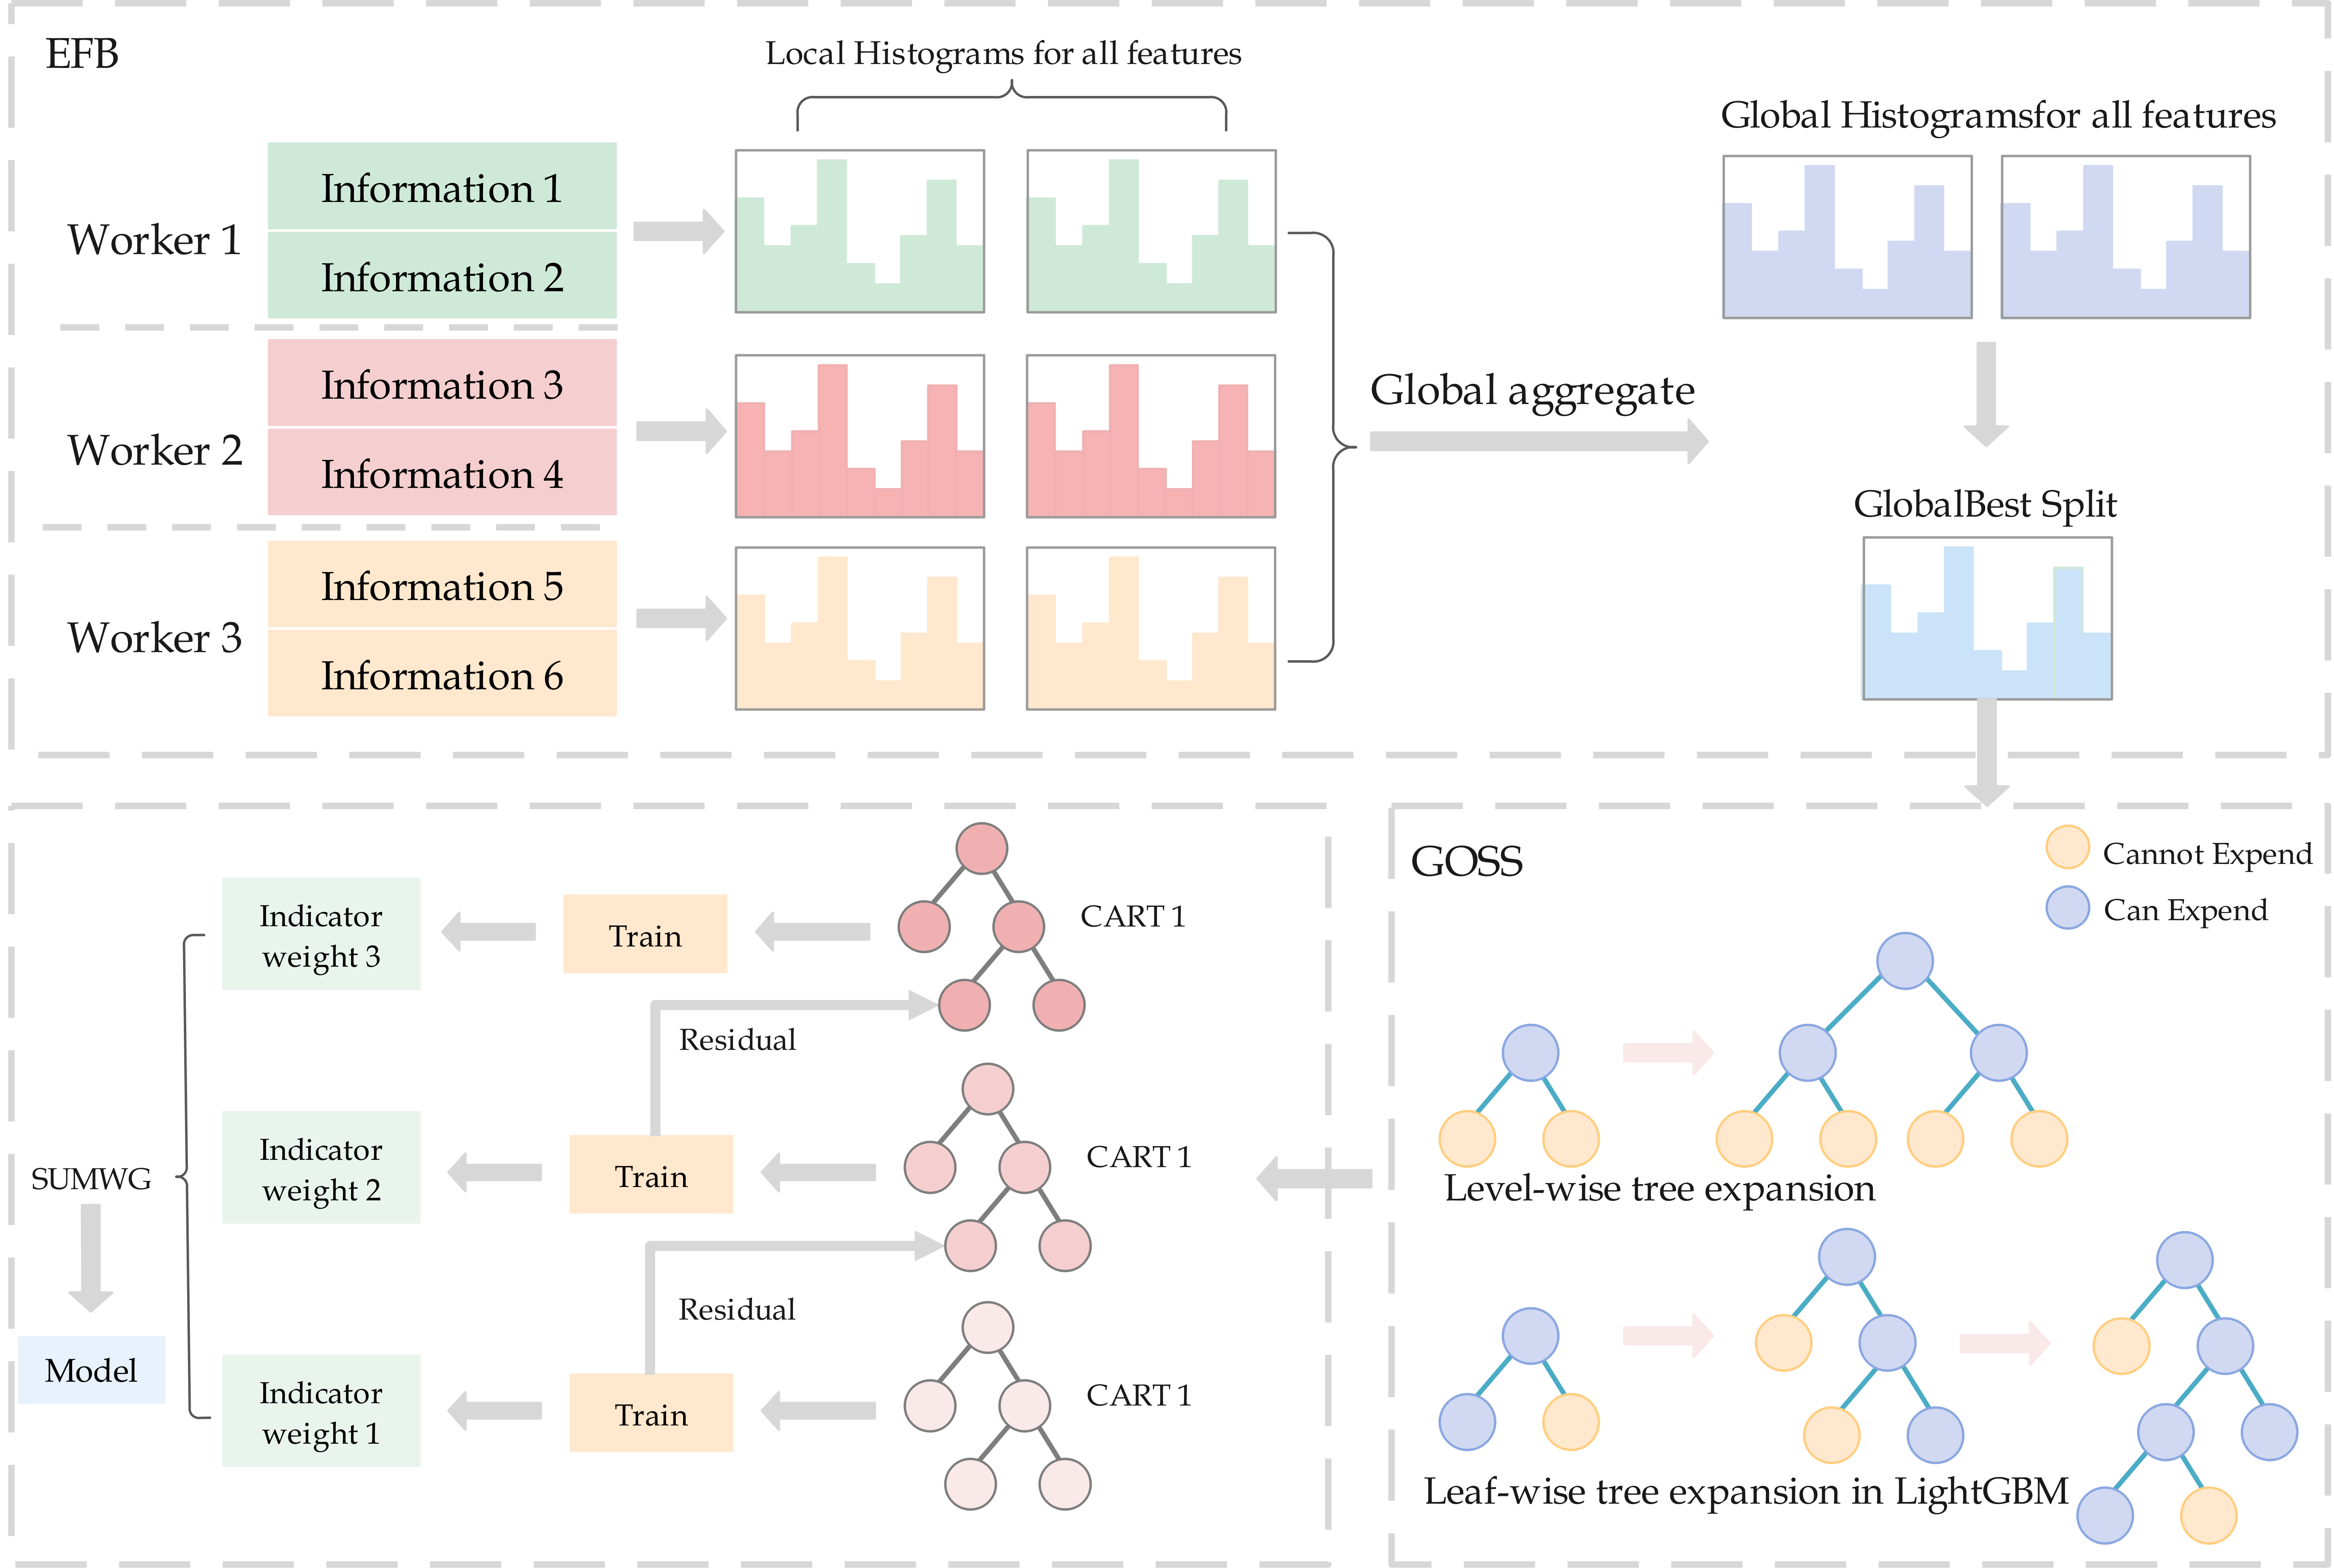 EFB
Local Histograms for all features
Global Histogramsfor all features
Worker 1
Information 1
Information 2
Worker 2
Information 3
Information 4
Global aggregate
Worker 3
Information 5
Information 6
GlobalBest Split
Indicator
weight 3
Train
CART 1
Residual
SUMWG
Indicator
weight 2
Train
CART 1
Residual
Model
Indicator
weight 1
Train
CART 1
GOSS
Cannot Expend
Can Expend
Level-wise tree expansion
Leaf-wise tree expansion in LightGBM